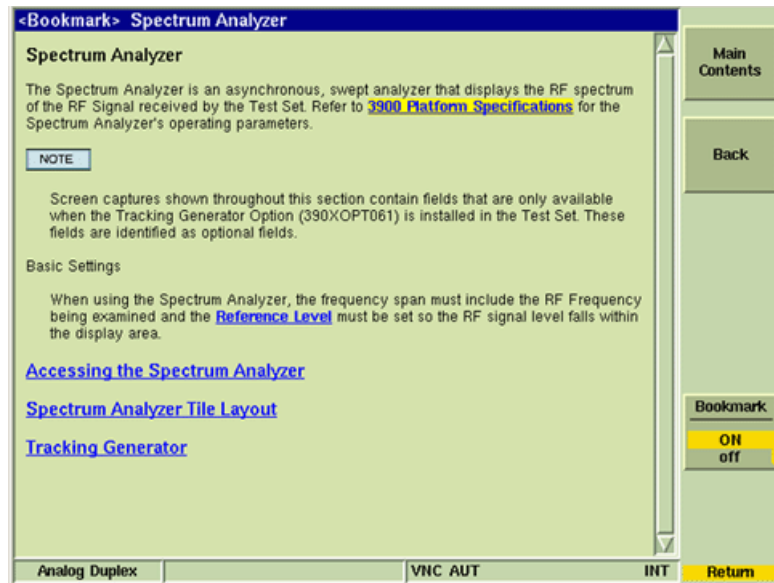 <Bookmark> Spectrum Analyzer
Spectrum Analyzer
The Spectrum Analyzer is an asynchronous, swept analyzer that displays the RF spectrum
of the RF Signal received by the Test Set. Refer to 3900 Platform Specifications for the
Spectrum Analyzer's operating parameters.
NOTE
Screen captures shown throughout this section contain fields that are only available
when the Tracking Generator Option (390XOPT061) is installed in the Test Set. These
fields are identified as optional fields.
Basic Settings
When using the Spectrum Analyzer, the frequency span must include the RF Frequency
being examined and the Reference Level must be set so the RF signal level falls within
the display area.
Accessing the Spectrum Analyzer
Spectrum Analyzer Tile Layout
Tracking Generator
Analog Duplex
VNC AUT
INT
Main
Contents
Back
Bookmark
ON
off
Return